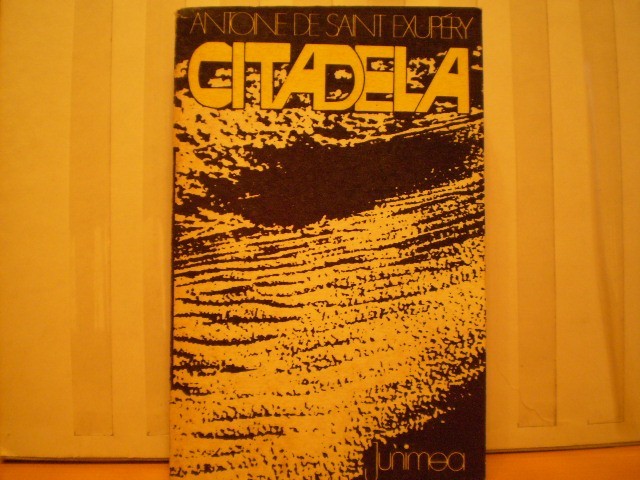 ANTOINE DE SAINT EXUPÉRY
CITADELA
Junimea